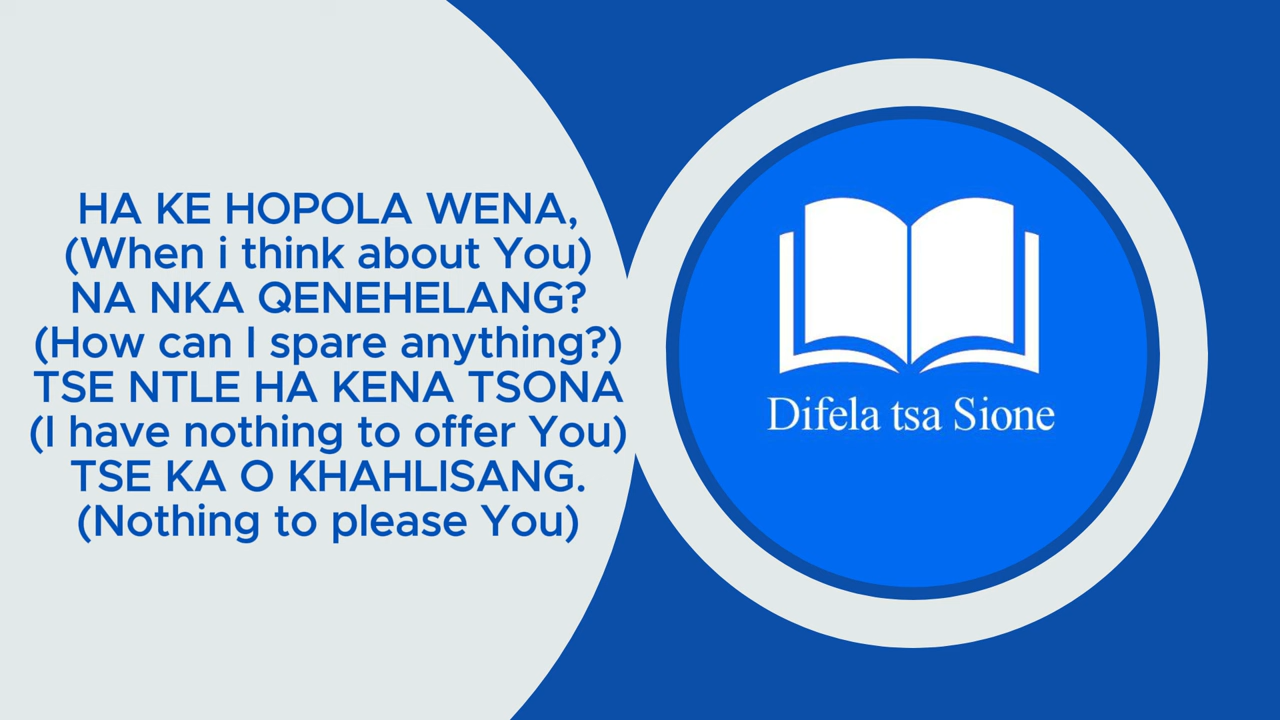 HA KE HOPOLA WENA,
(When i think about You)
NA NKA QENEHELANG?
(How can I spare anything?)
TSE NTLE HA KENA TSONA
(I have nothing to offer You)
TSE KA O KHAHLISANG.
(Nothing to please You)
Difela tsa Sione